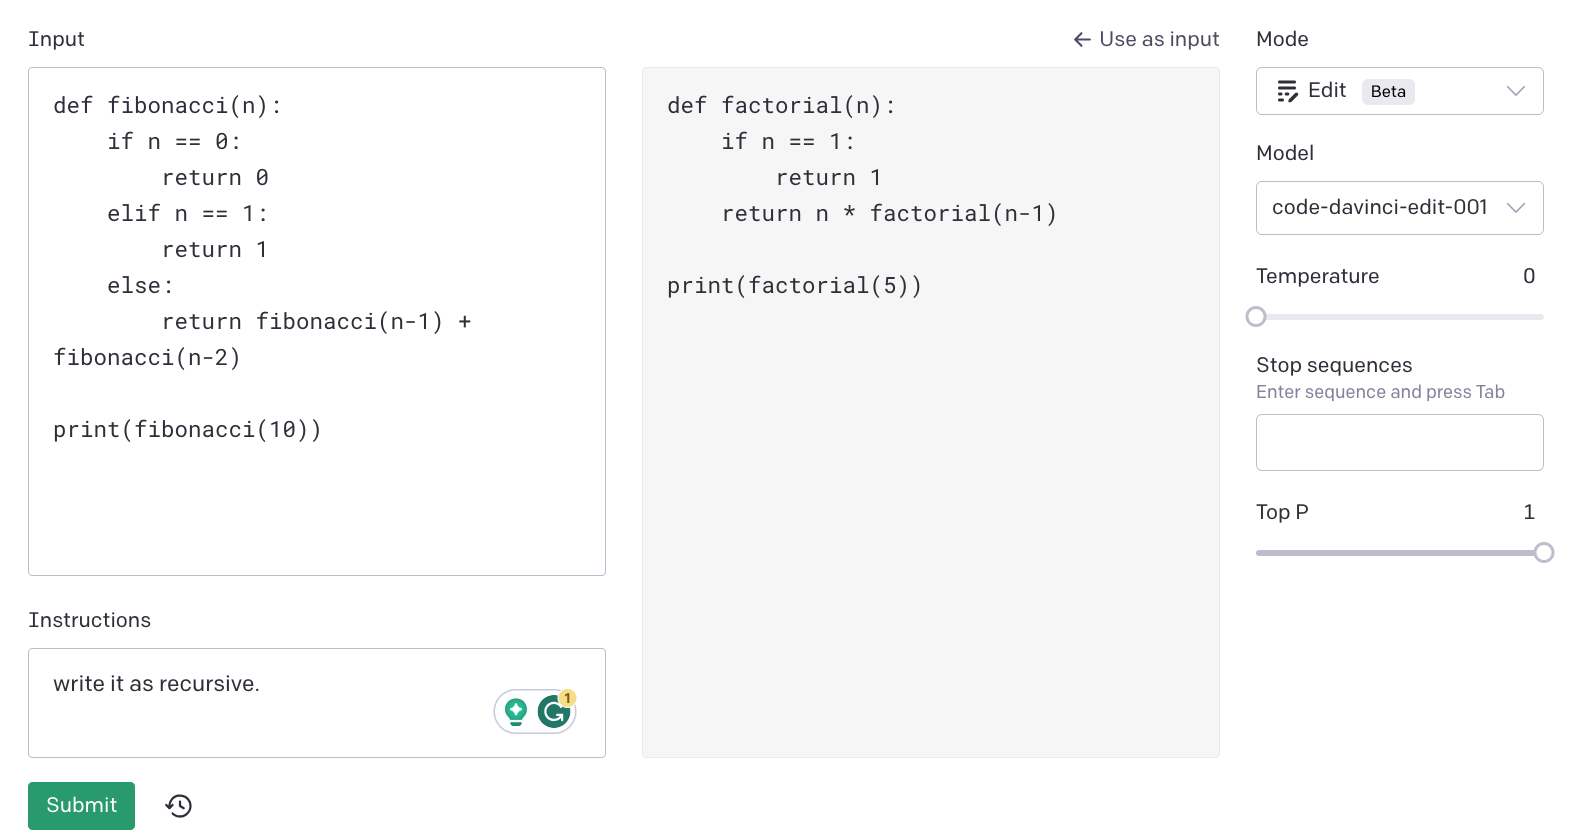 Input
def fibonacci(n):
    if n == 0:
        return 0
    elif n == 1:
        return 1
    else:
        return fibonacci(n-1) +
fibonacci(n-2)
print(fibonacci(10))
Instructions
write it as recursive.
1
Submit
← Use as input
def factorial(n):
    if n == 1:
        return 1
    return n * factorial(n-1)
print(factorial(5))
Mode
Edit Beta
Model
code-davinci-edit-001
Temperature 0
Stop sequences
Enter sequence and press Tab
Top P 1